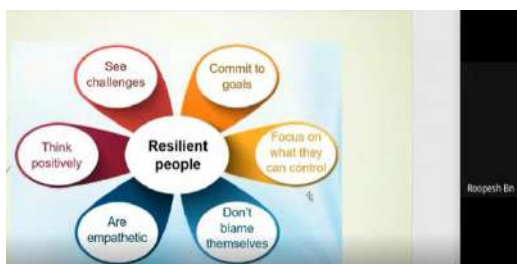 See
challenges
Commit to
goals
Think
positively
Resilient
people
Focus on
what they
can control
Are
empathetic
Don't
blame
themselves
Roopesh Bn